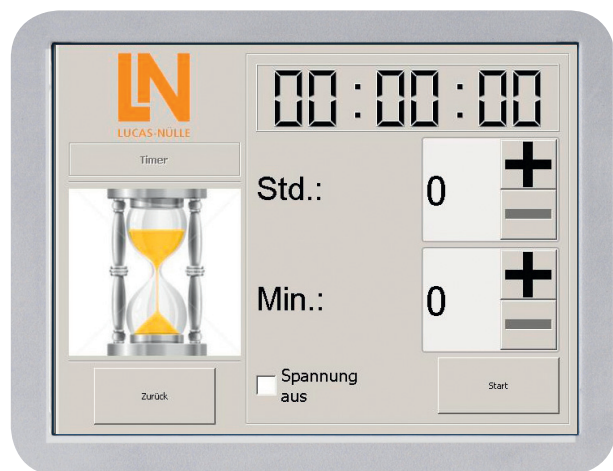 LN
LUCAS-NÜLLE
Timer
Zurück
00:00:00
Std.:
0
Min.:
0
Spannung
aus
Start